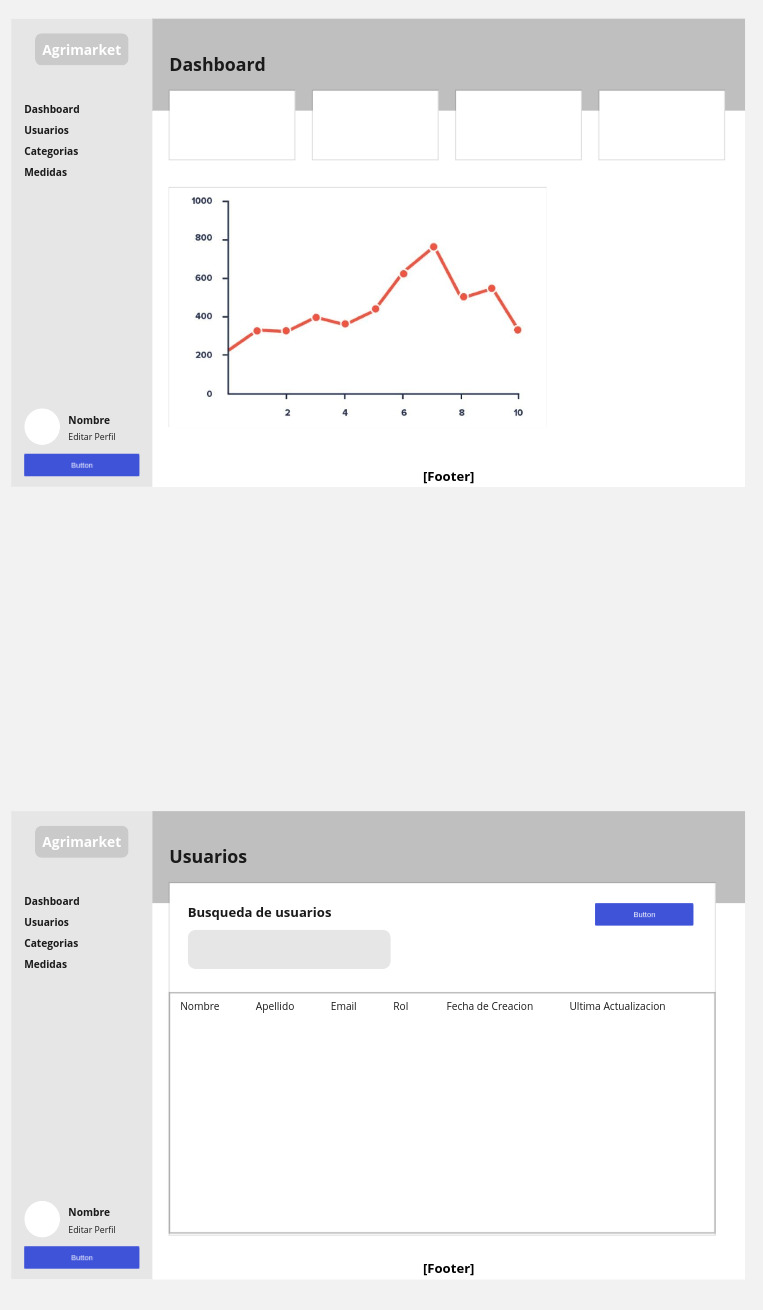 Agrimarket
Dashboard
Dashboard
Usuarios
Categorias
Medidas
1000
800
600
400
200
0
2 4 6 8 10
Nombre
Editar Perfil
Button
[Footer]
Agrimarket
Usuarios
Dashboard
Usuarios
Categorias
Medidas
Busqueda de usuarios
Button
Nombre Apellido Email Rol Fecha de Creacion Ultima Actualizacion
Nombre
Editar Perfil
Button
[Footer]